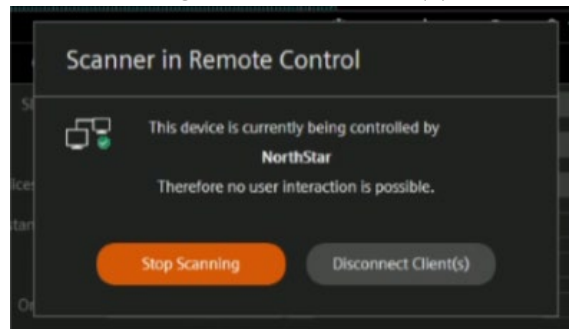 Scanner in Remote Control
This device is currently being controlled by
NorthStar
Therefore no user interaction is possible.
Stop Scanning
Disconnect Client(s)